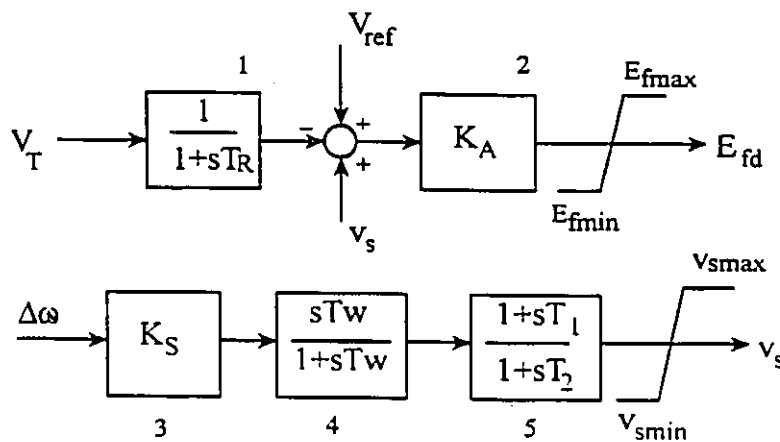 V_ref
1
2
E_fmax
1
1+sT_R
V_T
−
+
+
K_A
E_fd
E_fmin
v_s
v_smax
Δω
K_S
sTw
1+sTw
1+sT_1
1+sT_2
v_s
v_smin
3
4
5